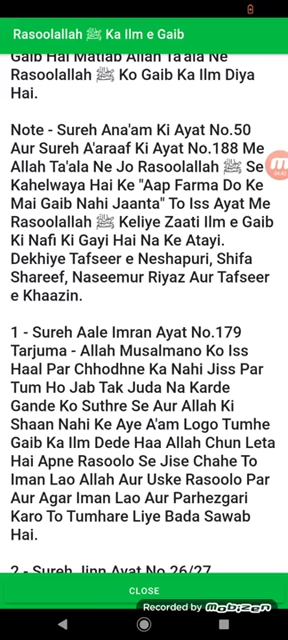 Rasoolallah ﷺ Ka Ilm e Gaib
Gaib Hai Matlab Allah Ta'ala Ne
Rasoolallah ﷺ Ko Gaib Ka Ilm Diya
Hai.
Note - Sureh Ana'am Ki Ayat No.50
Aur Sureh A'araaf Ki Ayat No.188 Me
Allah Ta'ala Ne Jo Rasoolallah ﷺ Se
Kahelwaya Hai Ke "Aap Farma Do Ke
Mai Gaib Nahi Jaanta" To Iss Ayat Me
Rasoolallah ﷺ Keliye Zaati Ilm e Gaib
Ki Nafi Ki Gayi Hai Na Ke Atayi.
Dekhiye Tafseer e Neshapuri, Shifa
Shareef, Naseemur Riyaz Aur Tafseer
e Khaazin.
1 - Sureh Aale Imran Ayat No.179
Tarjuma - Allah Musalmano Ko Iss
Haal Par Chhodhne Ka Nahi Jiss Par
Tum Ho Jab Tak Juda Na Karde
Gande Ko Suthre Se Aur Allah Ki
Shaan Nahi Ke Aye A'am Logo Tumhe
Gaib Ka Ilm Dede Haa Allah Chun Leta
Hai Apne Rasoolo Se Jise Chahe To
Iman Lao Allah Aur Uske Rasoolo Par
Aur Agar Iman Lao Aur Parhezgari
Karo To Tumhare Liye Bada Sawab
Hai.
2 - Sureh Jinn Ayat No.26/27
CLOSE
Recorded by Mobizen